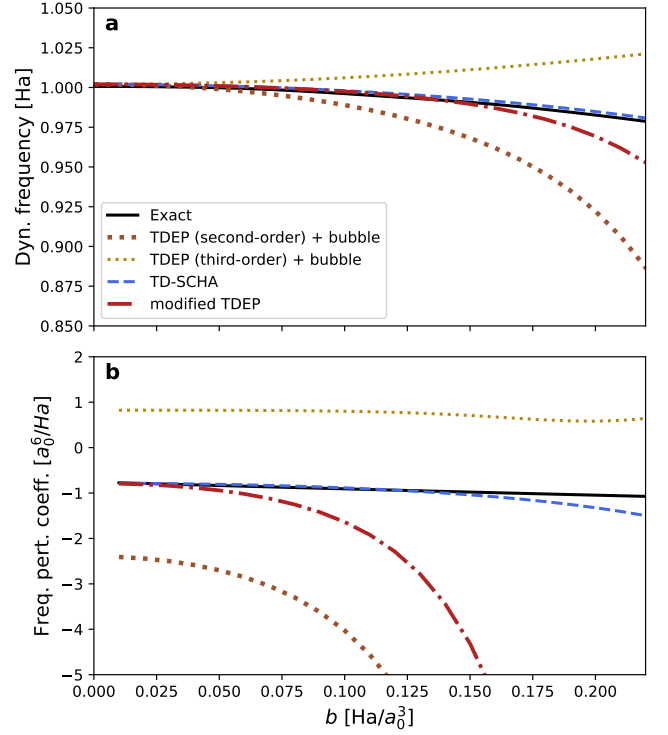 a
1.050
1.025
1.000
0.975
0.950
0.925
0.900
0.875
0.850
Dyn. frequency [Ha]
Exact
TDEP (second-order) + bubble
TDEP (third-order) + bubble
TD-SCHA
modified TDEP
b
2
1
0
−1
−2
−3
−4
−5
Freq. pert. coeff. [a₀⁶/Ha]
0.000 0.025 0.050 0.075 0.100 0.125 0.150 0.175 0.200
b [Ha/a₀³]